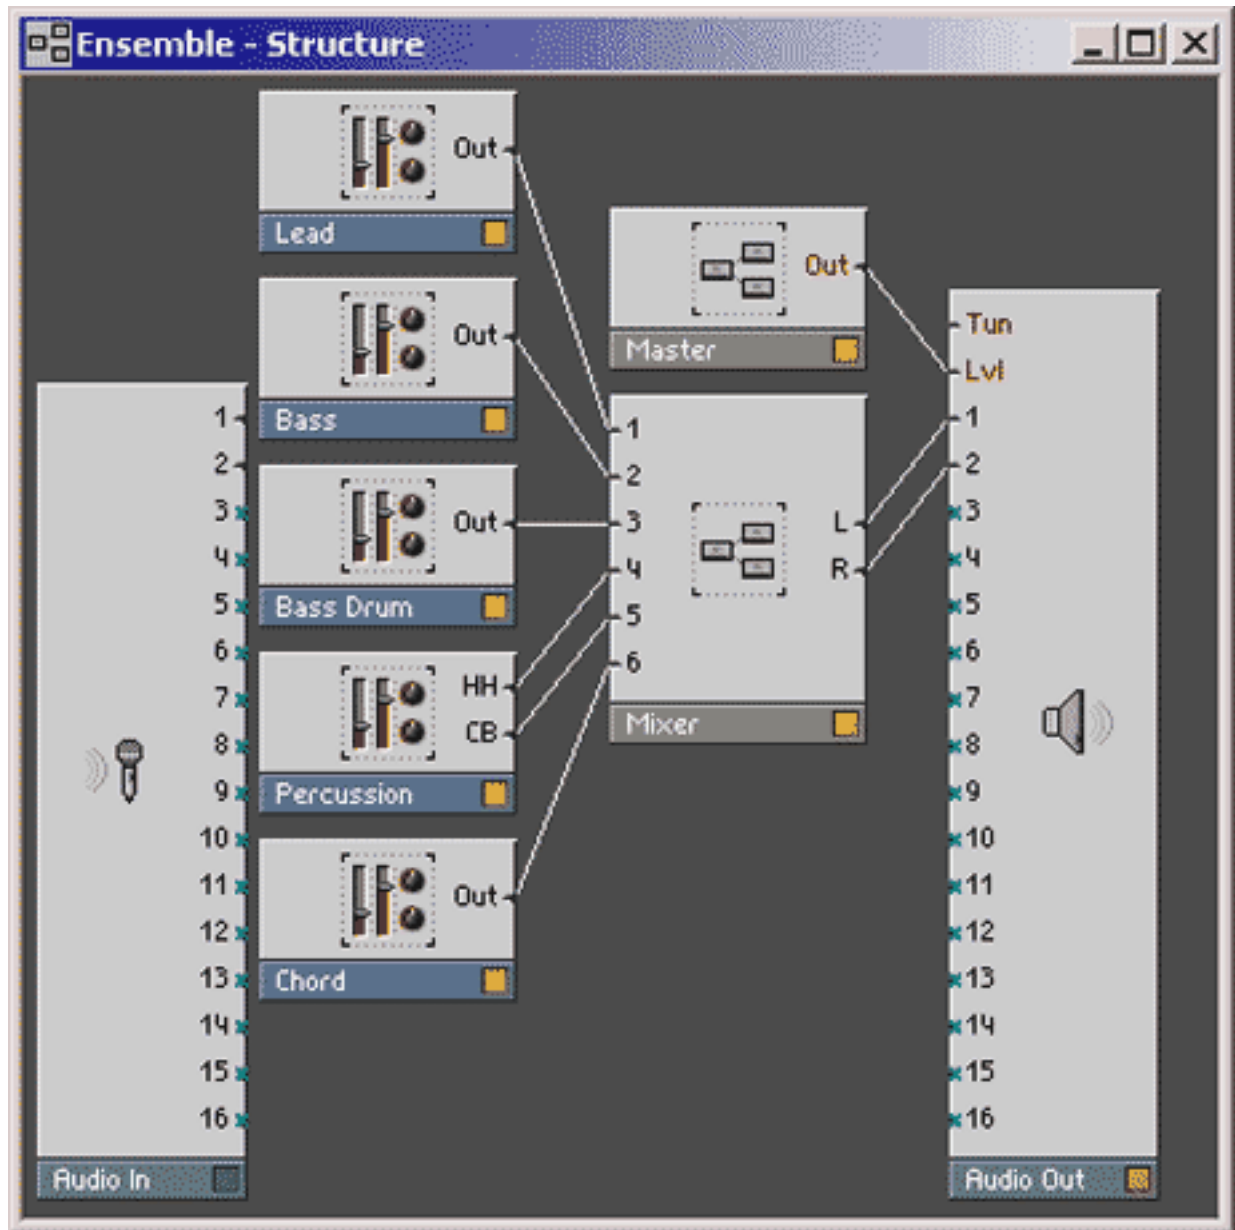 Ensemble - Structure
Out
Lead
Out
Bass
Out
Bass Drum
HH
CB
Percussion
Out
Chord
1
2
3
4
5
6
7
8
9
10
11
12
13
14
15
16
Audio In
Out
Master
1
2
3
4
5
6
L
R
Mixer
Tun
Lvl
1
2
3
4
5
6
7
8
9
10
11
12
13
14
15
16
Audio Out